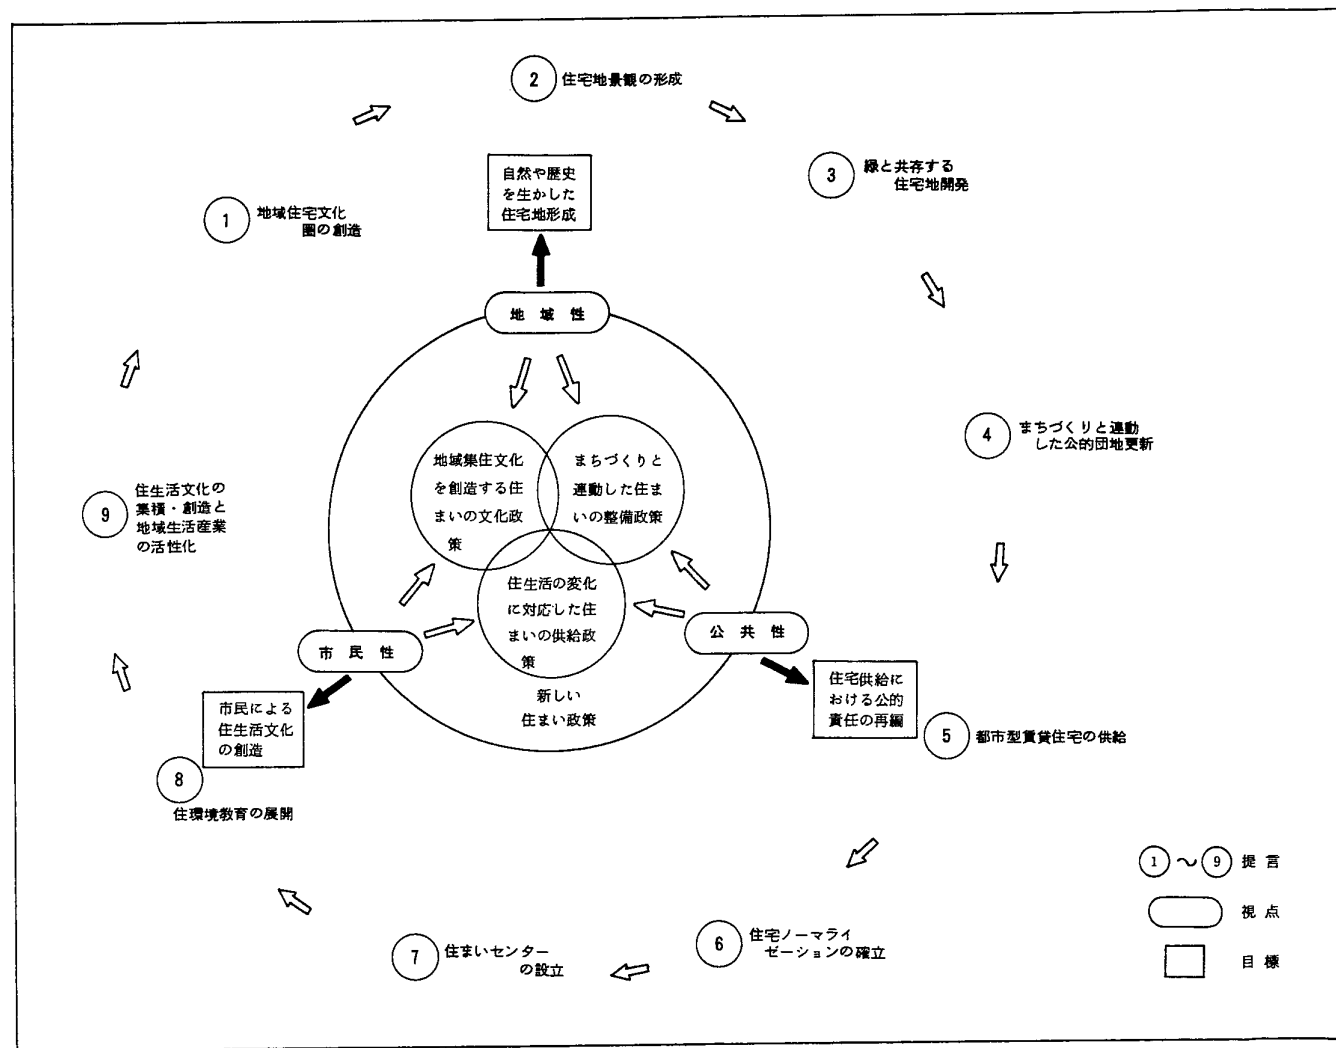 2
住宅地景観の形成
3
緑と共存する
住宅地開発
自然や歴史
を生かした
住宅地形成
1
地域住宅文化
圏の創造
地 域 性
4
まちづくりと連動
した公的団地更新
地域集住文化
を創造する住
まいの文化政
策
まちづくりと
連動した住ま
いの整備政策
9
住生活文化の
集積・創造と
地域生活産業
の活性化
住生活の変化
に対応した住
まいの供給政
策
市 民 性
公 共 性
新しい
住まい政策
住宅供給に
おける公的
責任の再編
市民による
住生活文化
の創造
5
都市型賃貸住宅の供給
8
住環境教育の展開
6
住宅ノーマライ
ゼーションの確立
7
住まいセンター
の設立
1 〜 9 提 言
視 点
目 標